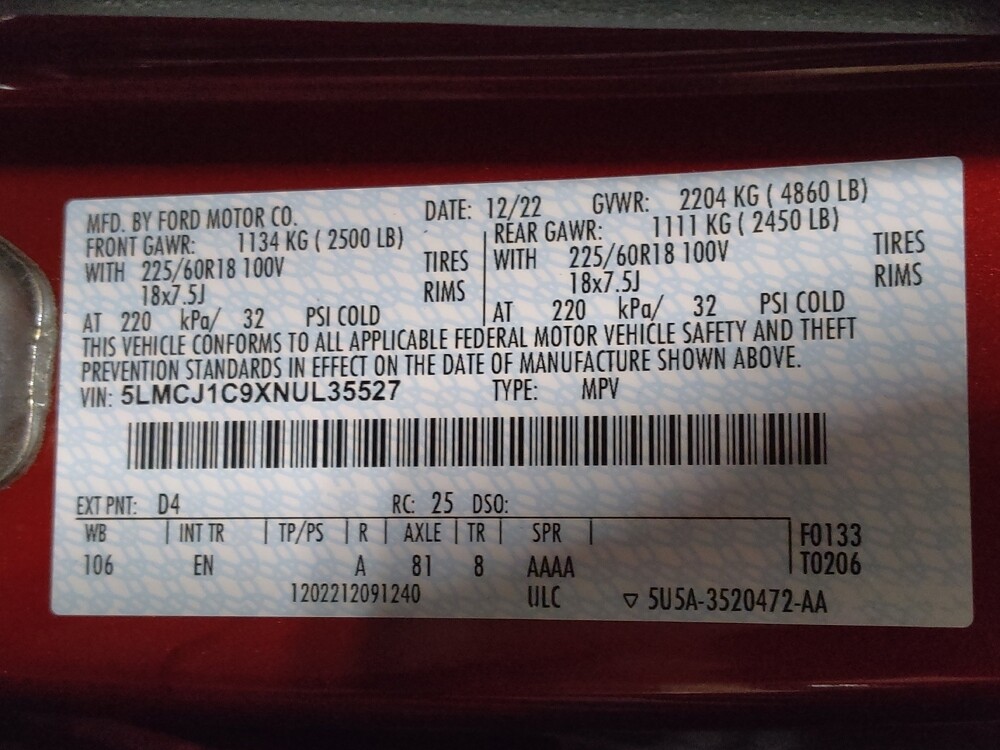 MFD. BY FORD MOTOR CO. DATE: 12/22 GVWR: 2204 KG ( 4860 LB)
FRONT GAWR: 1134 KG ( 2500 LB) REAR GAWR: 1111 KG ( 2450 LB)
WITH 225/60R18 100V TIRES WITH 225/60R18 100V TIRES
18x7.5J RIMS 18x7.5J RIMS
AT 220 kPa/ 32 PSI COLD AT 220 kPa/ 32 PSI COLD
THIS VEHICLE CONFORMS TO ALL APPLICABLE FEDERAL MOTOR VEHICLE SAFETY AND THEFT
PREVENTION STANDARDS IN EFFECT ON THE DATE OF MANUFACTURE SHOWN ABOVE.
VIN: 5LMCJ1C9XNUL35527 TYPE: MPV
EXT PNT: D4 RC: 25 DSO:
WB INT TR TP/PS R AXLE TR SPR F0133
106 EN A 81 8 AAAA T0206
1202212091240 ULC ▽ 5U5A-3520472-AA